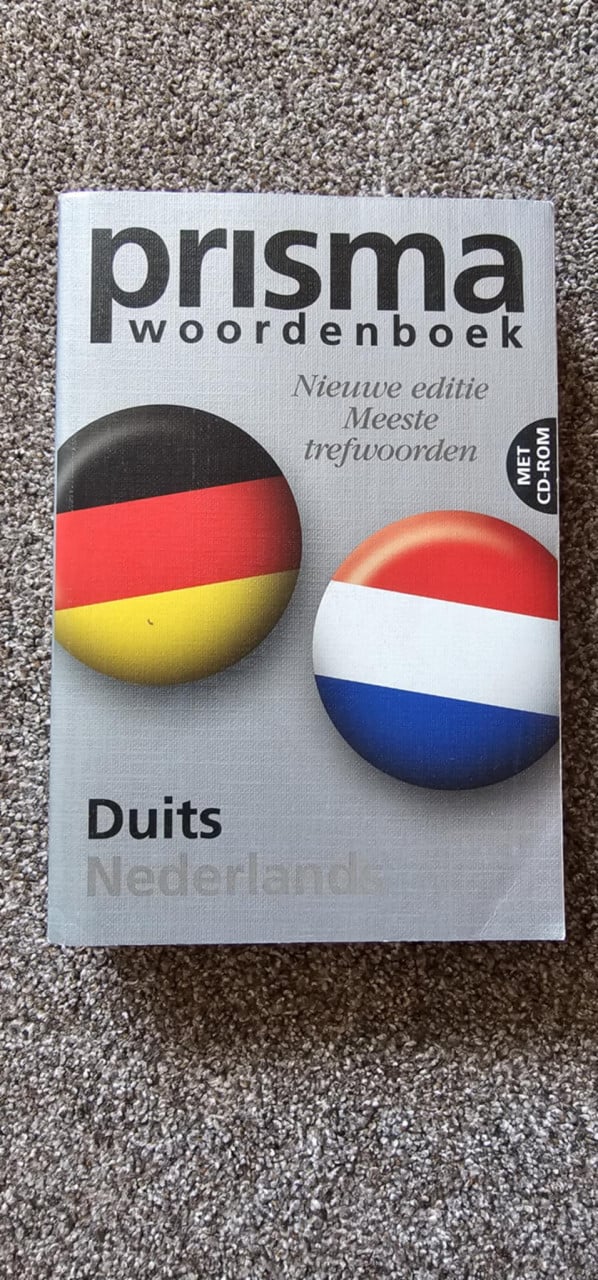 prisma
woordenboek
Nieuwe editie
Meeste
trefwoorden
MET
CD-ROM
Duits
Nederlands